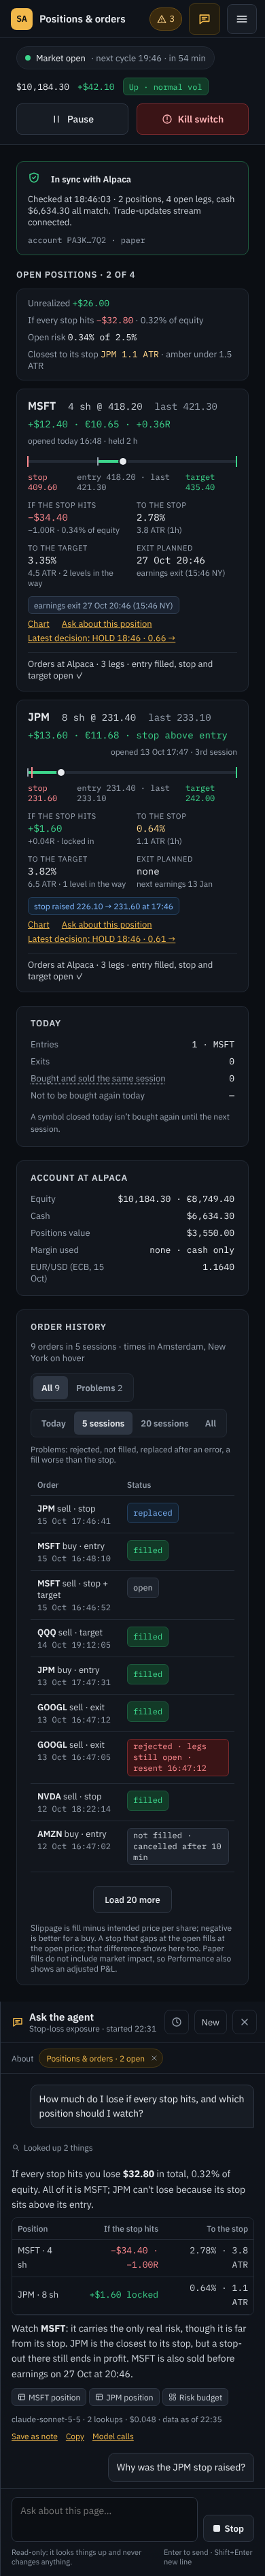 SA Positions & orders 3
Market open · next cycle 19:46 · in 54 min
$10,184.30 +$42.10 Up · normal vol
Pause Kill switch
In sync with Alpaca
Checked at 18:46:03 · 2 positions, 4 open legs, cash
$6,634.30 all match. Trade-updates stream
connected.
account PA3K…7Q2 · paper
OPEN POSITIONS · 2 OF 4
Unrealized +$26.00
If every stop hits −$32.80 · 0.32% of equity
Open risk 0.34% of 2.5%
Closest to its stop JPM 1.1 ATR · amber under 1.5
ATR
MSFT 4 sh @ 418.20 last 421.30
+$12.40 · €10.65 · +0.36R
opened today 16:48 · held 2 h
stop entry 418.20 · last target
409.60 421.30 435.40
IF THE STOP HITS TO THE STOP
−$34.40 2.78%
−1.00R · 0.34% of equity 3.8 ATR (1h)
TO THE TARGET EXIT PLANNED
3.35% 27 Oct 20:46
4.5 ATR · 2 levels in the earnings exit (15:46 NY)
way
earnings exit 27 Oct 20:46 (15:46 NY)
Chart Ask about this position
Latest decision: HOLD 18:46 · 0.66 →
Orders at Alpaca · 3 legs · entry filled, stop and
target open ✓
JPM 8 sh @ 231.40 last 233.10
+$13.60 · €11.68 · stop above entry
opened 13 Oct 17:47 · 3rd session
stop entry 231.40 · last target
231.60 233.10 242.00
IF THE STOP HITS TO THE STOP
+$1.60 0.64%
+0.04R · locked in 1.1 ATR (1h)
TO THE TARGET EXIT PLANNED
3.82% none
6.5 ATR · 1 level in the way next earnings 13 Jan
stop raised 226.10 → 231.60 at 17:46
Chart Ask about this position
Latest decision: HOLD 18:46 · 0.61 →
Orders at Alpaca · 3 legs · entry filled, stop and
target open ✓
TODAY
Entries 1 · MSFT
Exits 0
Bought and sold the same session 0
Not to be bought again today —
A symbol closed today isn't bought again until the next
session.
ACCOUNT AT ALPACA
Equity $10,184.30 · €8,749.40
Cash $6,634.30
Positions value $3,550.00
Margin used none · cash only
EUR/USD (ECB, 15 1.1640
Oct)
ORDER HISTORY
9 orders in 5 sessions · times in Amsterdam, New
York on hover
All 9 Problems 2
Today 5 sessions 20 sessions All
Problems: rejected, not filled, replaced after an error, a
fill worse than the stop.
Order Status
JPM sell · stop replaced
15 Oct 17:46:41
MSFT buy · entry filled
15 Oct 16:48:10
MSFT sell · stop + open
target
15 Oct 16:46:52
QQQ sell · target filled
14 Oct 19:12:05
JPM buy · entry filled
13 Oct 17:47:31
GOOGL sell · exit filled
13 Oct 16:47:12
GOOGL sell · exit rejected · legs
13 Oct 16:47:05 still open ·
resent 16:47:12
NVDA sell · stop filled
12 Oct 18:22:14
AMZN buy · entry not filled ·
12 Oct 16:47:02 cancelled after 10
min
Load 20 more
Slippage is fill minus intended price per share; negative
is better for a buy. A stop that gaps at the open fills at
the open price; that difference shows here too. Paper
fills do not include market impact, so Performance also
shows an adjusted P&L.
Ask the agent New
Stop-loss exposure · started 22:31
About Positions & orders · 2 open ×
How much do I lose if every stop hits, and which
position should I watch?
Looked up 2 things
If every stop hits you lose $32.80 in total, 0.32% of
equity. All of it is MSFT; JPM can't lose because its stop
sits above its entry.
Position If the stop hits To the stop
MSFT · 4 −$34.40 · 2.78% · 3.8
sh −1.00R ATR
JPM · 8 sh +$1.60 locked 0.64% · 1.1
ATR
Watch MSFT: it carries the only real risk, though it is far
from its stop. JPM is the closest to its stop, but a stop-
out there still ends in profit. MSFT is also sold before
earnings on 27 Oct at 20:46.
MSFT position JPM position Risk budget
claude-sonnet-5-5 · 2 lookups · $0.048 · data as of 22:35
Save as note Copy Model calls
Why was the JPM stop raised?
Ask about this page…
Stop
Read-only: it looks things up and never Enter to send · Shift+Enter
changes anything. new line